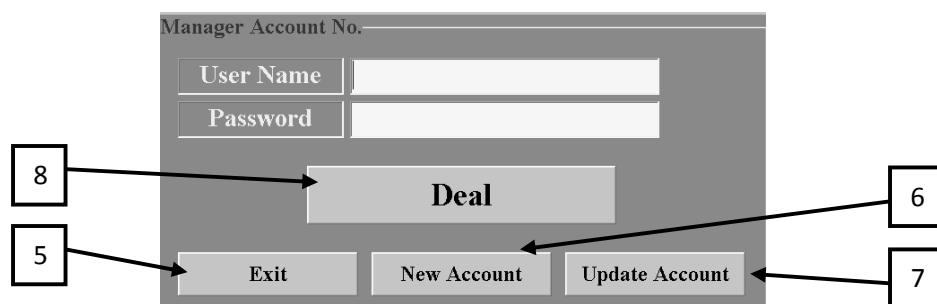 Manager Account No.
User Name
Password
8
Deal
6
5
Exit
New Account
Update Account
7